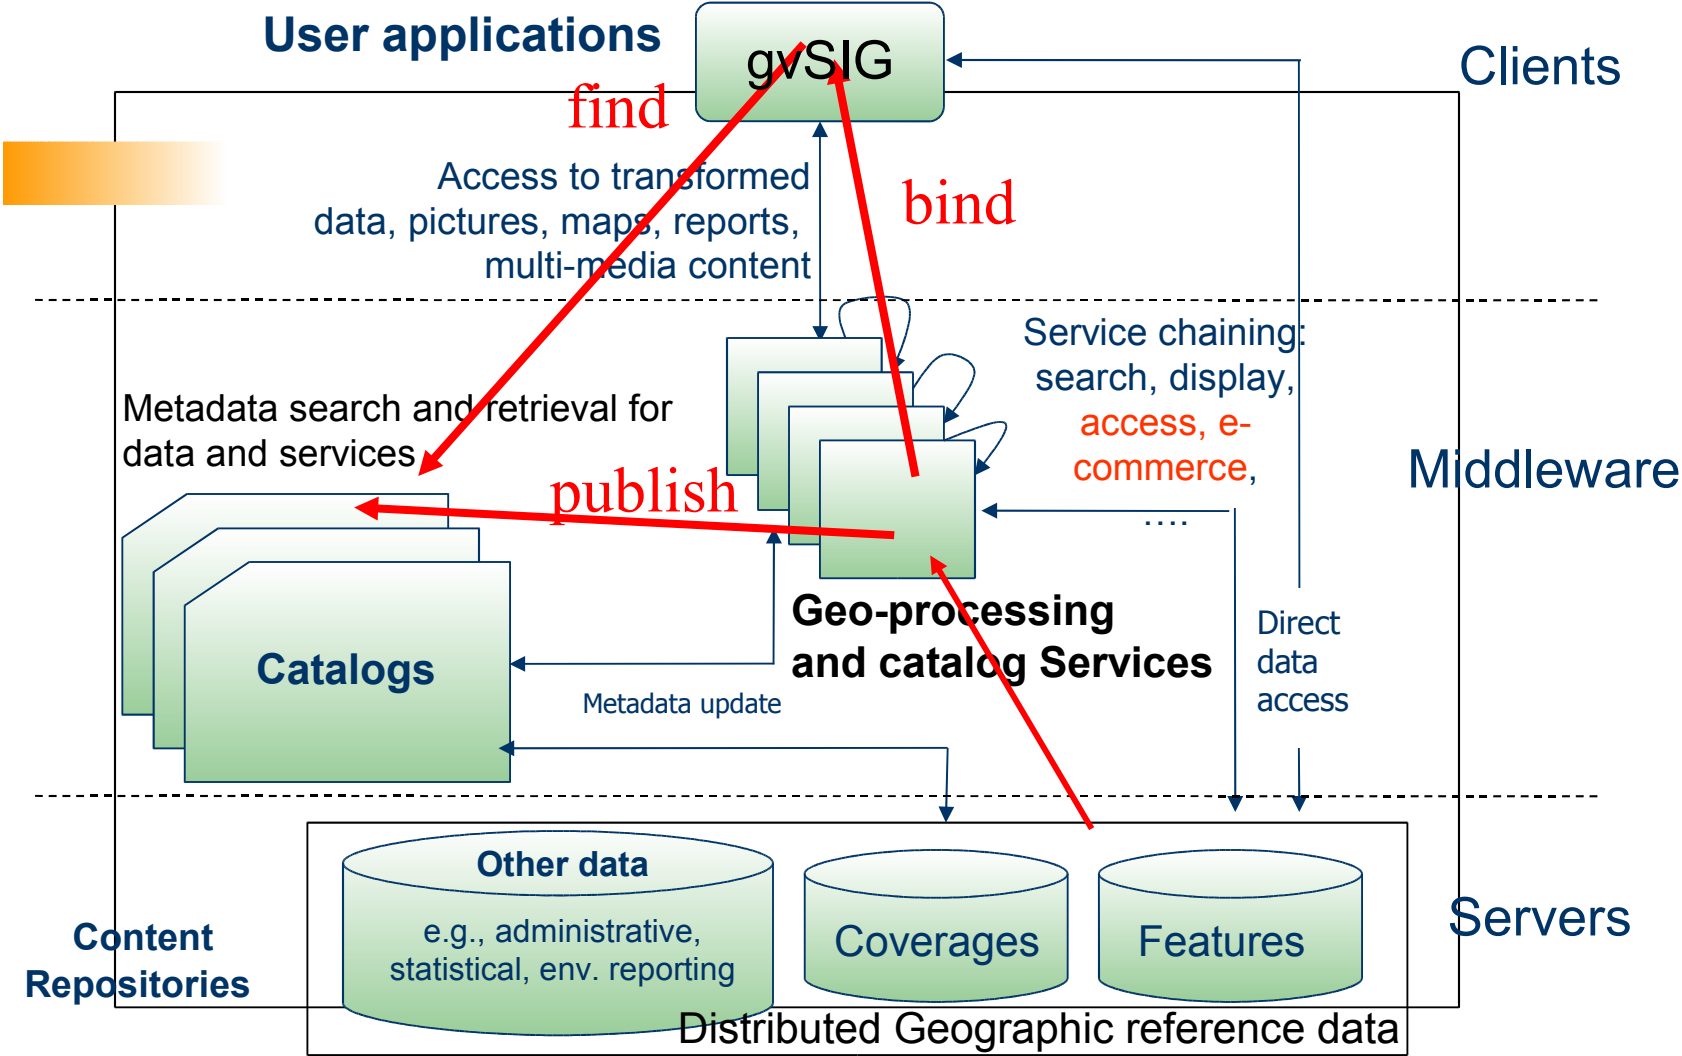 User applications
gvSIG
Clients
find
Access to transformed
data, pictures, maps, reports,
multi-media content
bind
Service chaining:
search, display,
access, e-
commerce,
....
Metadata search and retrieval for
data and services
Middleware
publish
Catalogs
Geo-processing
and catalog Services
Metadata update
Direct
data
access
Other data
e.g., administrative,
statistical, env. reporting
Coverages
Features
Servers
Content
Repositories
Distributed Geographic reference data